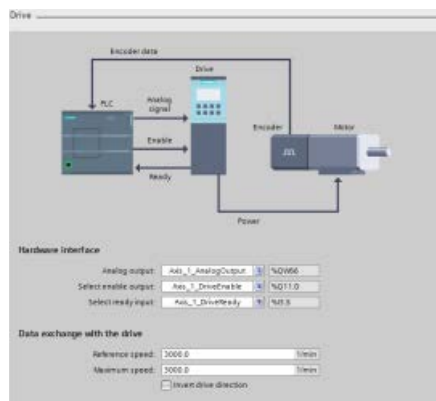 Drive
Encoder data
Drive
PLC
Analog
signal
Encoder
Motor
Enable
Ready
Power
Hardware interface
Analog output: Axis_1_AnalogOutput %QW66
Select enable output: Axis_1_DriveEnable %Q11.0
Select ready input: Axis_1_DriveReady
Data exchange with the drive
Reference speed: 3000.0 1/min
Maximum speed: 3000.0 1/min
Invert drive direction